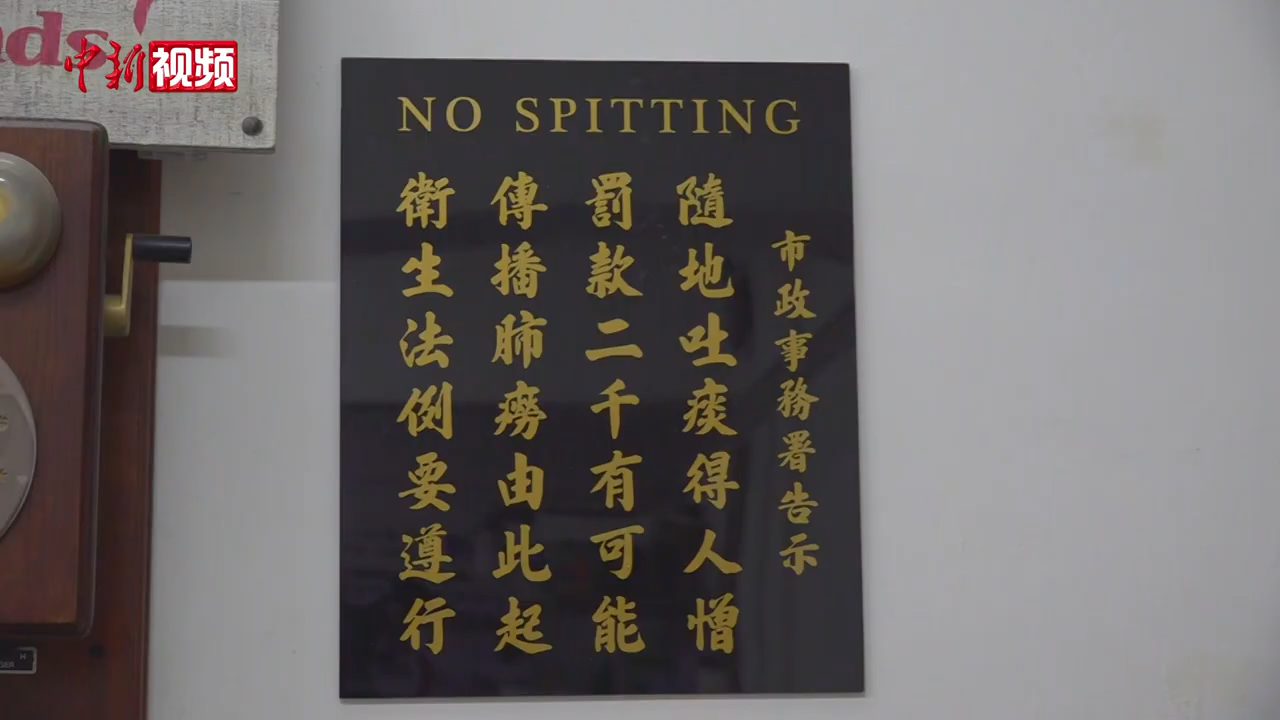 nds
中新视频
NO SPITTING
市政事務署告示
隨地吐痰得人憎
罰款二千有可能
傳播肺癆由此起
衛生法例要遵行